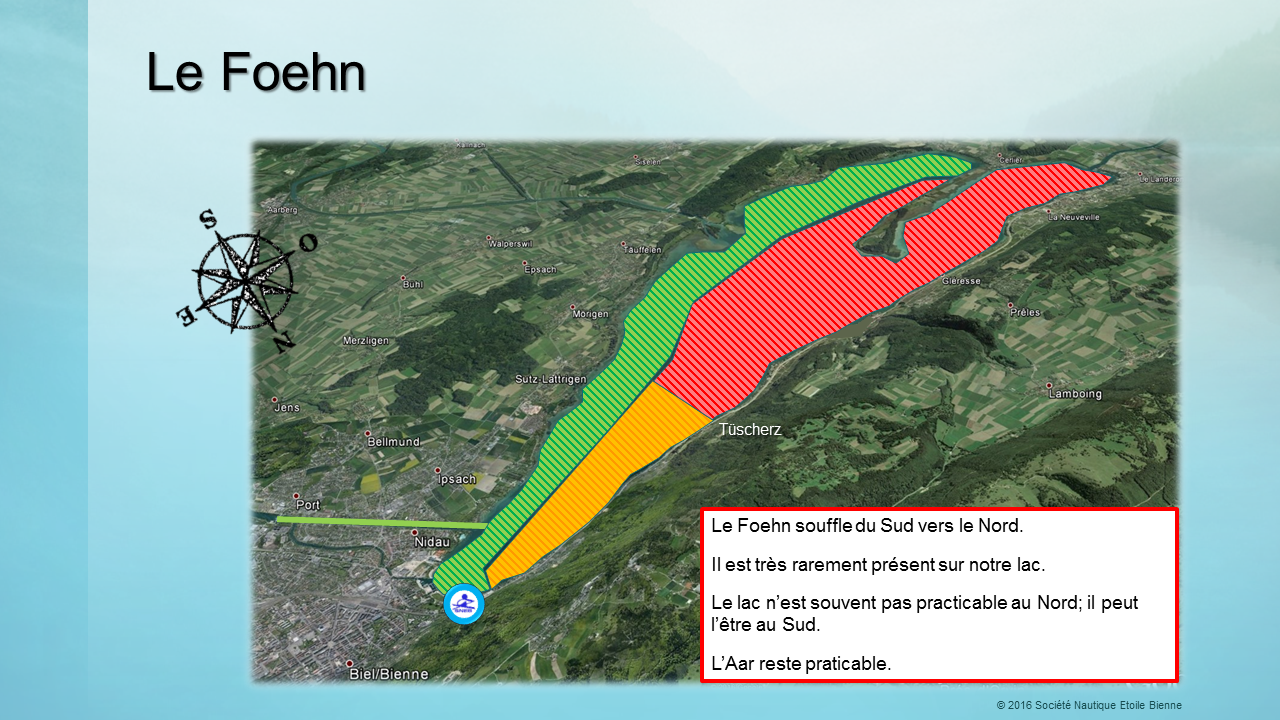 Le Foehn
Kallnach
Siselen
Cerlier
Le Landeron
Aarberg
La Neuveville
Walperswil
Täuffelen
Epsach
Bühl
Gléresse
Prêles
Mörigen
Merzligen
Sutz-Lattrigen
Lamboing
Jens
Tüscherz
Bellmund
Ipsach
Port
Nidau
Biel/Bienne
S
O
E
N
SNEB
Le Foehn souffle du Sud vers le Nord.
Il est très rarement présent sur notre lac.
Le lac n’est souvent pas practicable au Nord; il peut
l’être au Sud.
L’Aar reste praticable.
© 2016 Société Nautique Etoile Bienne